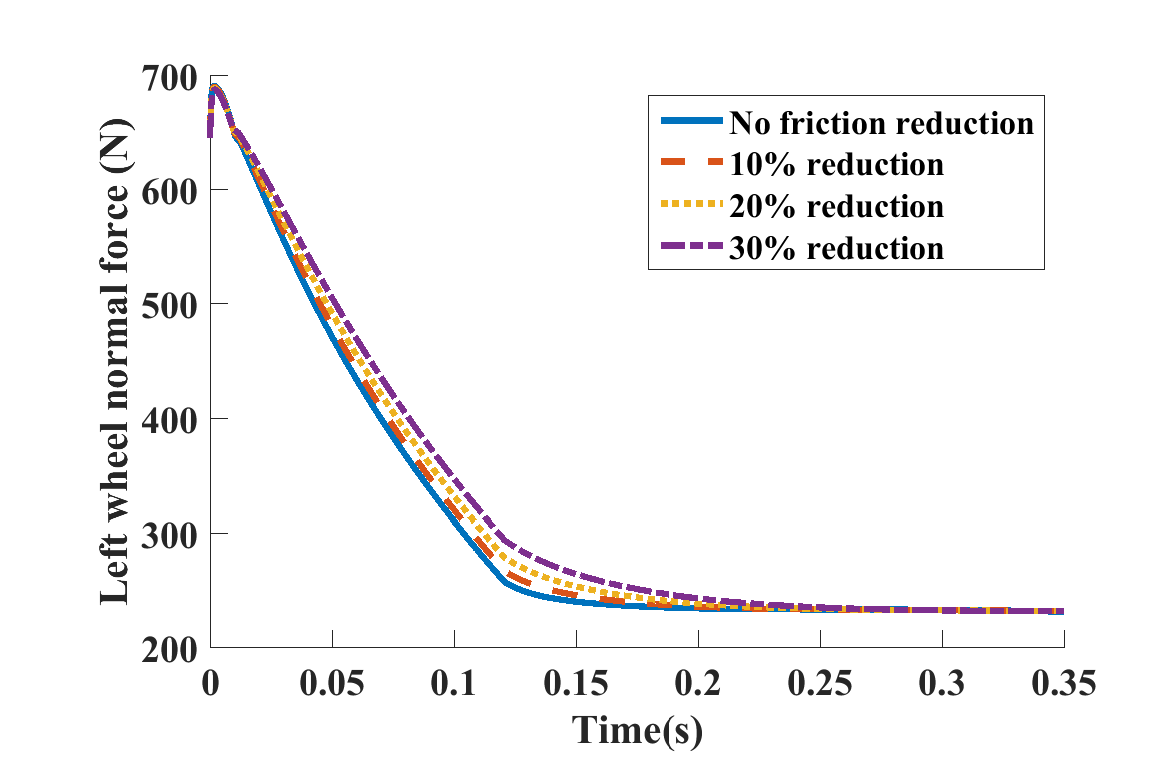 700
600
500
400
300
200
Left wheel normal force (N)
No friction reduction
10% reduction
20% reduction
30% reduction
0
0.05
0.1
0.15
0.2
0.25
0.3
0.35
Time(s)